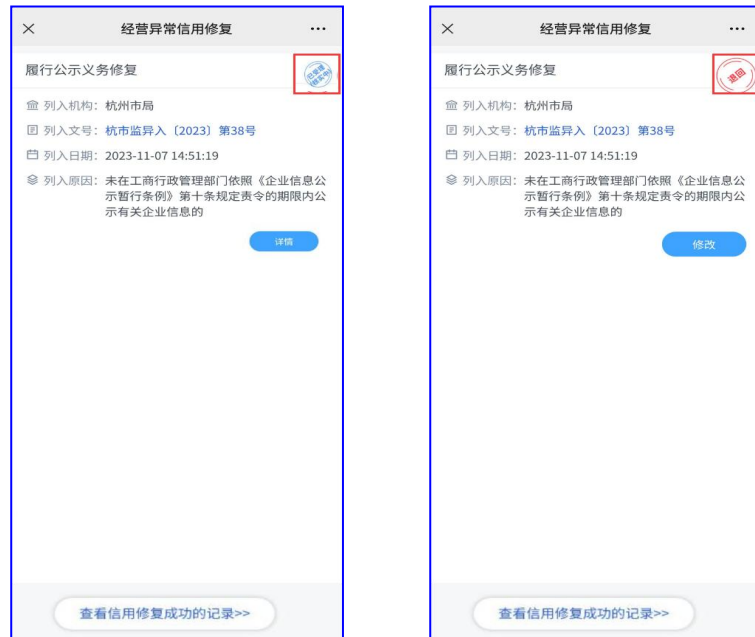 经营异常信用修复
履行公示义务修复
已受理
(核实中)
列入机构：杭州市局
列入文号：杭市监异入〔2023〕第38号
列入日期：2023-11-07 14:51:19
列入原因：未在工商行政管理部门依照《企业信息公
示暂行条例》第十条规定责令的期限内公
示有关企业信息的
详情
查看信用修复成功的记录>>
经营异常信用修复
履行公示义务修复
退回
列入机构：杭州市局
列入文号：杭市监异入〔2023〕第38号
列入日期：2023-11-07 14:51:19
列入原因：未在工商行政管理部门依照《企业信息公
示暂行条例》第十条规定责令的期限内公
示有关企业信息的
修改
查看信用修复成功的记录>>